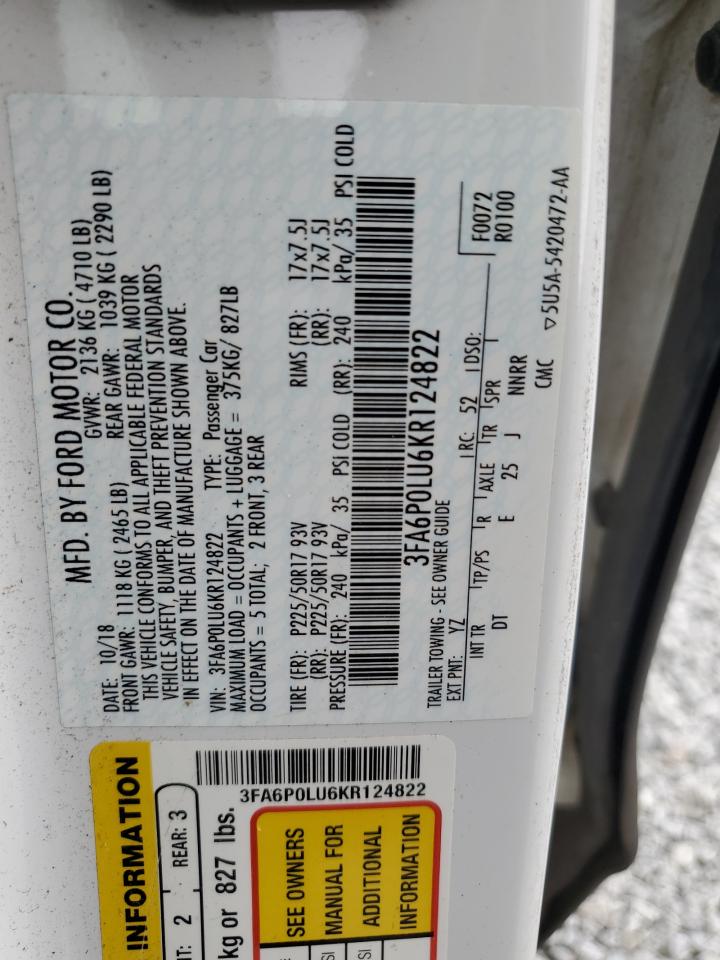 MFD. BY FORD MOTOR CO.
DATE: 10/18 GVWR: 2136 KG ( 4710 LB)
FRONT GAWR: 1118 KG ( 2465 LB) REAR GAWR: 1039 KG ( 2290 LB)
THIS VEHICLE CONFORMS TO ALL APPLICABLE FEDERAL MOTOR
VEHICLE SAFETY, BUMPER, AND THEFT PREVENTION STANDARDS
IN EFFECT ON THE DATE OF MANUFACTURE SHOWN ABOVE.
VIN: 3FA6P0LU6KR124822 TYPE: Passenger Car
MAXIMUM LOAD = OCCUPANTS + LUGGAGE = 375KG/ 827LB
OCCUPANTS = 5 TOTAL; 2 FRONT, 3 REAR
TIRE (FR): P225/50R17 93V RIMS (FR): 17x7.5J
(RR): P225/50R17 93V (RR): 17x7.5J
PRESSURE (FR): 240 kPa/ 35 PSI COLD (RR): 240 kPa/ 35 PSI COLD
3FA6P0LU6KR124822
TRAILER TOWING - SEE OWNER GUIDE
EXT PNT: YZ RC: 52 DSO: F0072
INT TR TP/PS R AXLE TR SPR R0100
DT E 25 J NNRR
CMC ▽5U5A-5420472-AA
INFORMATION
3FA6P0LU6KR124822
2 REAR: 3
kg or 827 lbs.
SEE OWNERS
MANUAL FOR
ADDITIONAL
INFORMATION